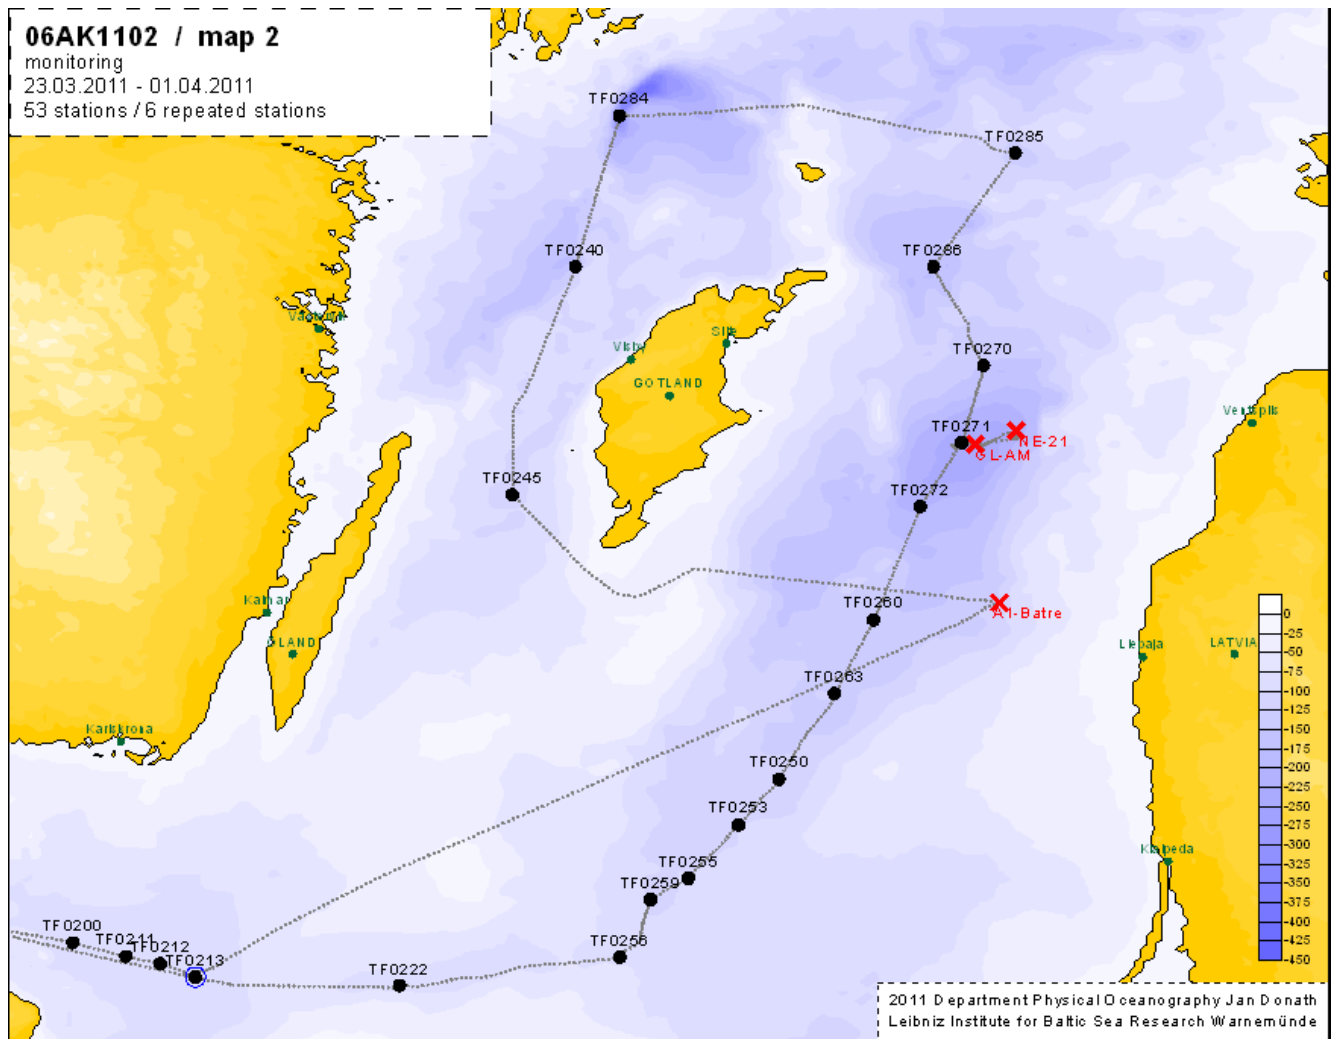 06AK1102 / map 2
monitoring
23.03.2011 - 01.04.2011
53 stations / 6 repeated stations
TF0284
TF0285
TF0240
TF0286
Västervik
Visby
Slite
TF0270
GOTLAND
Ventspils
TF0271
NE-21
GL-AM
TF0245
TF0272
Kalmar
TF0260
A1-Batre
ÖLAND
Liepaja
LATVIA
0
-25
-50
-75
-100
-125
-150
-175
-200
-225
-250
-275
-300
-325
-350
-375
-400
-425
-450
TF0263
Karlskrona
TF0250
TF0253
Klaipeda
TF0255
TF0259
TF0200
TF0211
TF0212
TF0213
TF0256
TF0222
2011 Department Physical Oceanography Jan Donath
Leibniz Institute for Baltic Sea Research Warnemünde